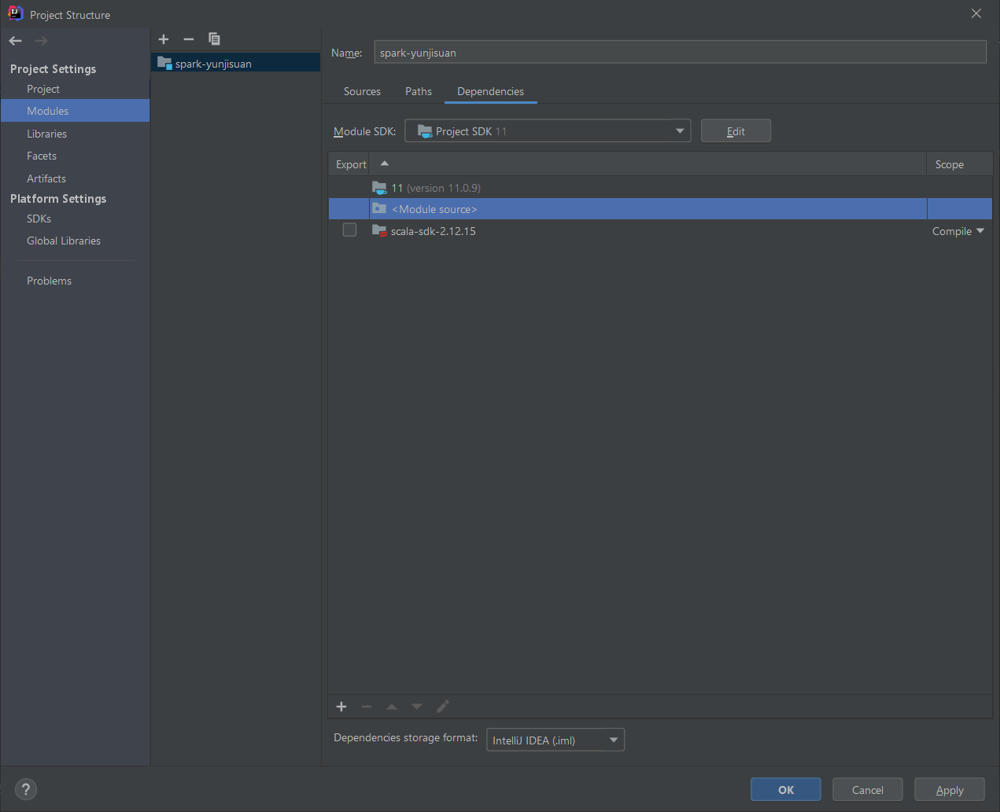 Project Structure
Project Settings
Project
Modules
Libraries
Facets
Artifacts
Platform Settings
SDKs
Global Libraries
Problems
spark-yunjisuan
Name: spark-yunjisuan
Sources Paths Dependencies
Module SDK: Project SDK 11 Edit
Export Scope
11 (version 11.0.9)
<Module source>
scala-sdk-2.12.15 Compile
Dependencies storage format: IntelliJ IDEA (.iml)
? OK Cancel Apply